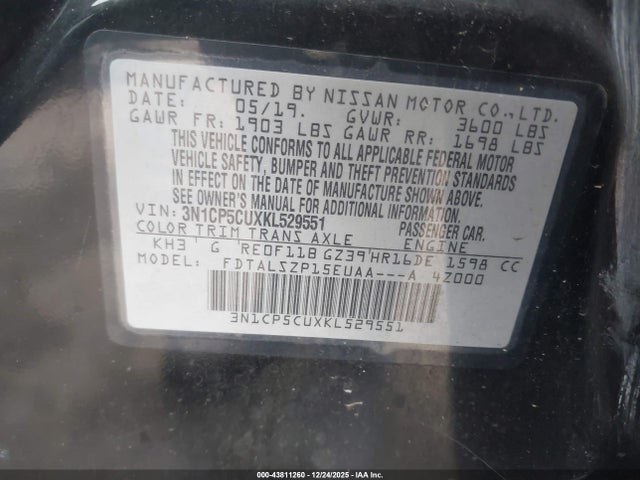 MANUFACTURED BY NISSAN MOTOR CO., LTD.
DATE: 05/19. GVWR: 3600 LBS
GAWR FR: 1903 LBS GAWR RR: 1698 LBS
THIS VEHICLE CONFORMS TO ALL APPLICABLE FEDERAL MOTOR
VEHICLE SAFETY, BUMPER AND THEFT PREVENTION STANDARDS
IN EFFECT ON THE DATE OF MANUFACTURE SHOWN ABOVE.
SEE OWNER'S MANUAL FOR ADDITIONAL INFORMATION
VIN: 3N1CP5CUXKL529551 PASSENGER CAR.
COLOR TRIM TRANS AXLE ENGINE
KH3 G RE0F11B GZ39 HR16DE 1598 CC
MODEL: FDTALSZP15EUAA---A 4Z000
3N1CP5CUXKL529551
000-43811260 - 12/24/2025 - IAAI, Inc.